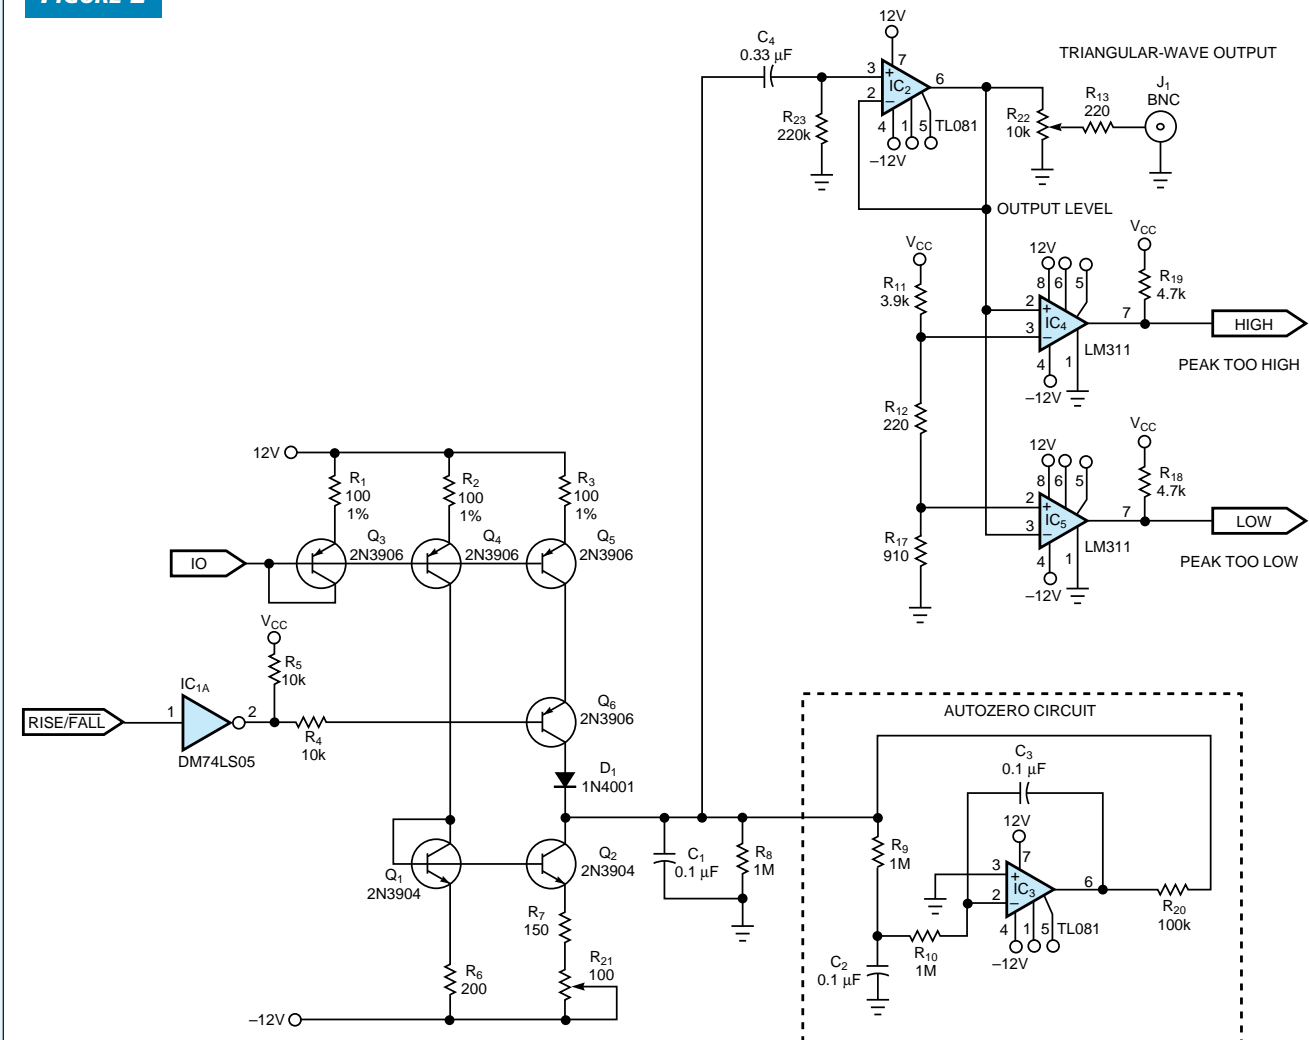 FIGURE 2
12V
C4
0.33 µF
3
7
6
+
IC2
2
–
4
1
5
TL081
–12V
R23
220k
TRIANGULAR-WAVE OUTPUT
J1
BNC
R13
220
R22
10k
OUTPUT LEVEL
VCC
R11
3.9k
12V
8
6
5
2
+
IC4
3
–
7
LM311
4
1
–12V
VCC
R19
4.7k
HIGH
PEAK TOO HIGH
R12
220
12V
8
6
5
2
+
IC5
3
–
7
LM311
4
1
–12V
VCC
R18
4.7k
LOW
PEAK TOO LOW
R17
910
12V
R1
100
1%
R2
100
1%
R3
100
1%
Q3
2N3906
Q4
2N3906
Q5
2N3906
IO
VCC
R5
10k
IC1A
RISE/FALL
1
2
DM74LS05
R4
10k
Q6
2N3906
D1
1N4001
Q1
2N3904
Q2
2N3904
C1
0.1 µF
R8
1M
R7
150
R6
200
R21
100
–12V
AUTOZERO CIRCUIT
C3
0.1 µF
R9
1M
12V
3
7
+
IC3
2
–
6
4
1
5
TL081
–12V
R10
1M
R20
100k
C2
0.1 µF